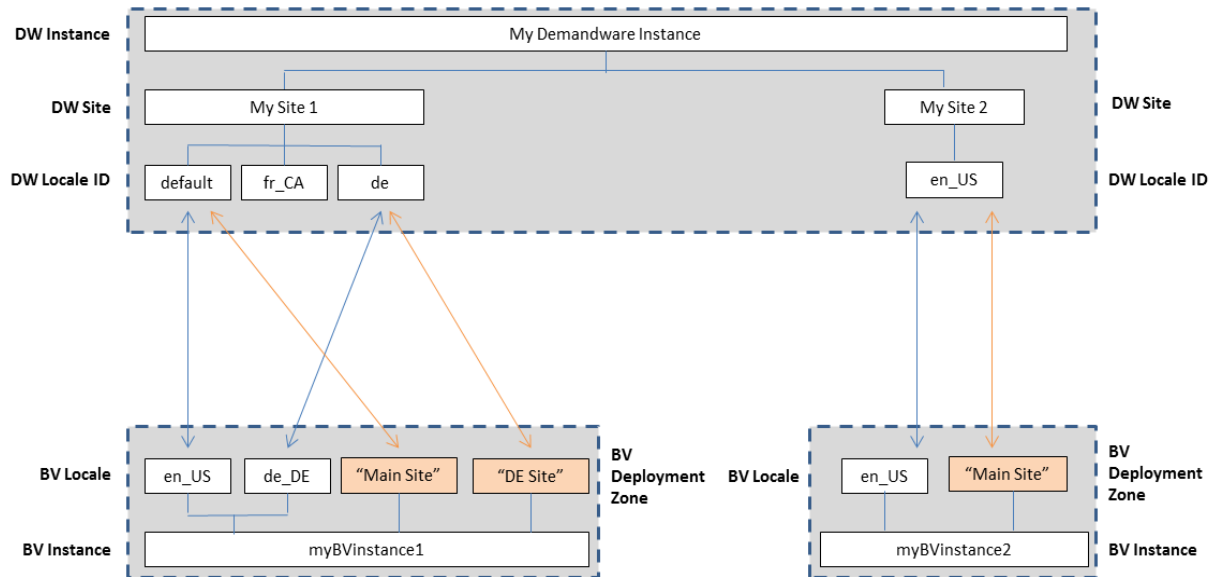 DW Instance
My Demandware Instance
DW Site
My Site 1
My Site 2
DW Site
DW Locale ID
default
fr_CA
de
en_US
DW Locale ID
BV Locale
en_US
de_DE
“Main Site”
“DE Site”
BV
Deployment
Zone
BV Locale
en_US
“Main Site”
BV
Deployment
Zone
BV Instance
myBVinstance1
myBVinstance2
BV Instance